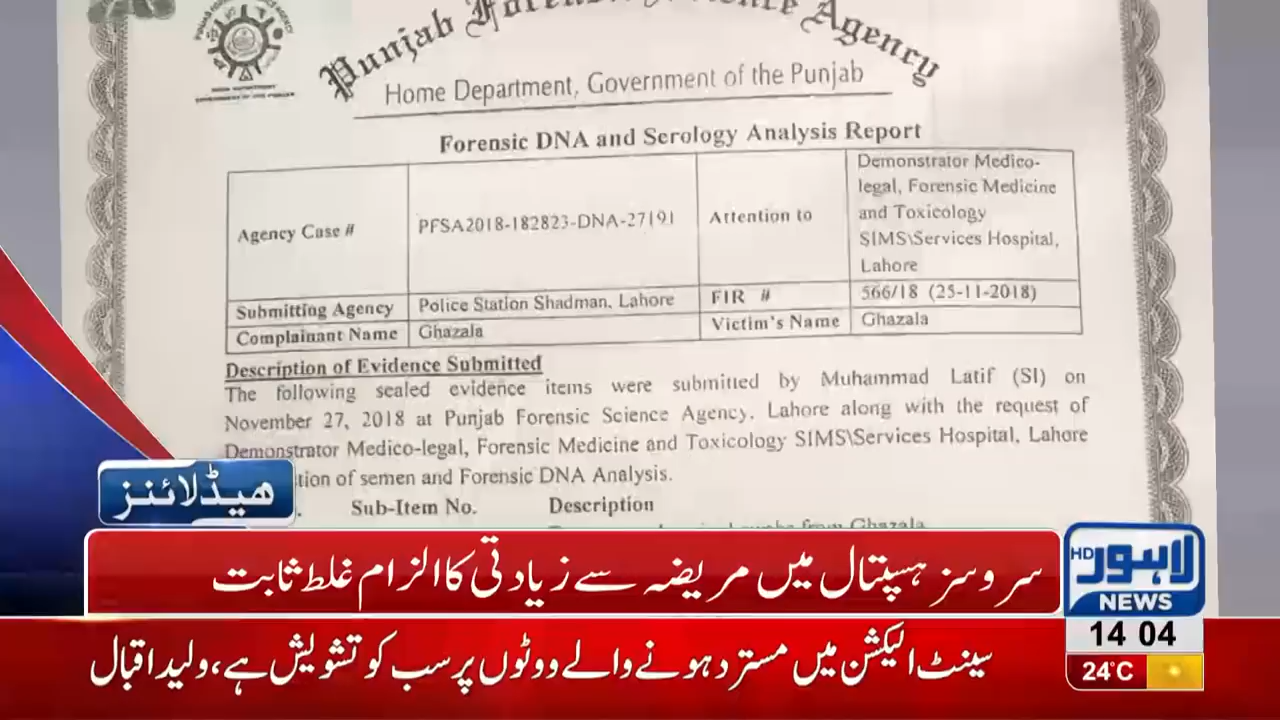 Punjab Forensic Science Agency
Home Department, Government of the Punjab
Forensic DNA and Serology Analysis Report
Agency Case # PFSA2018-182823-DNA-27191 Attention to Demonstrator Medico-
legal, Forensic Medicine
and Toxicology
SIMS\Services Hospital,
Lahore
Submitting Agency Police Station Shadman, Lahore FIR # 566/18 (25-11-2018)
Complainant Name Ghazala Victim's Name Ghazala
Description of Evidence Submitted
The following sealed evidence items were submitted by Muhammad Latif (SI) on
November 27, 2018 at Punjab Forensic Science Agency, Lahore along with the request of
Demonstrator Medico-legal, Forensic Medicine and Toxicology SIMS\Services Hospital, Lahore
of semen and Forensic DNA Analysis.
Sub-Item No. Description
from Ghazala
ھیڈلائنز
سروسز ہسپتال میں مریضہ سے زیادتی کا الزام غلط ثابت
لاہور HD
NEWS
14 04
24°C
سینٹ الیکشن میں مسترد ہونے والے ووٹوں پر سب کو تشویش ہے، ولید اقبال